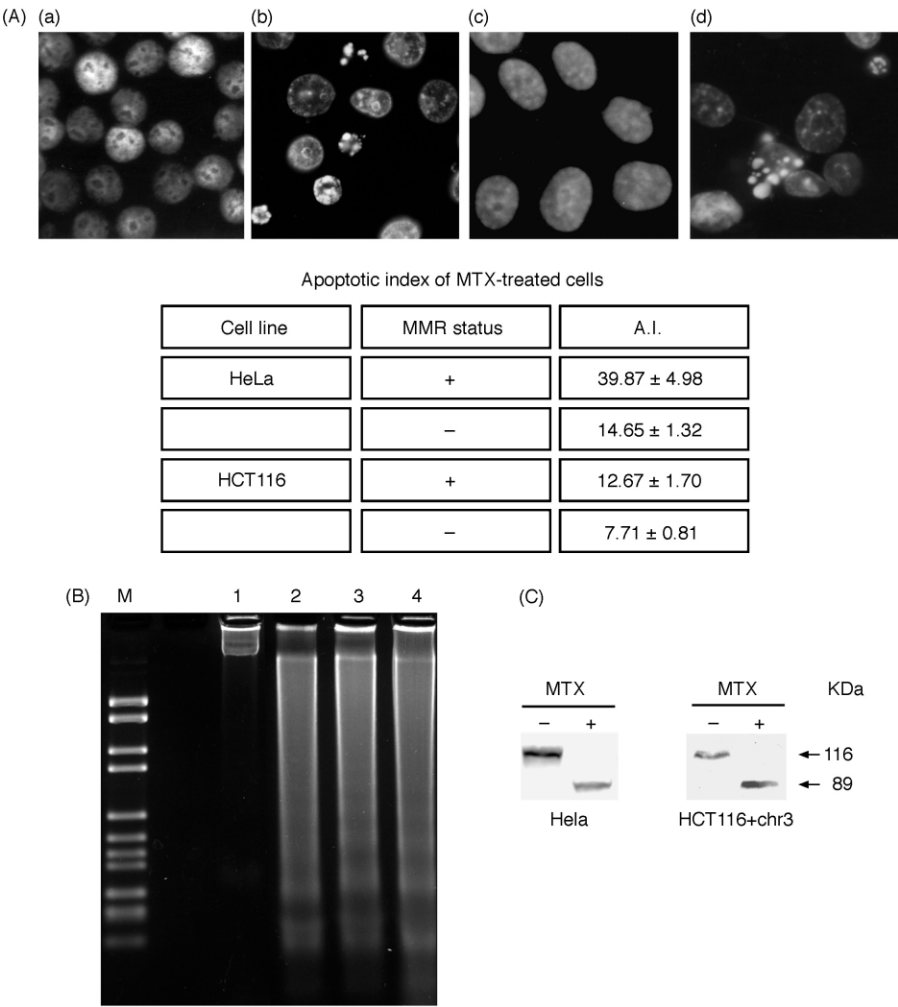 (A) (a) (b) (c) (d)
Apoptotic index of MTX-treated cells
Cell line MMR status A.I.
HeLa + 39.87 ± 4.98
– 14.65 ± 1.32
HCT116 + 12.67 ± 1.70
– 7.71 ± 0.81
(B) M 1 2 3 4 (C)
MTX MTX KDa
– + – +
116
89
Hela HCT116+chr3